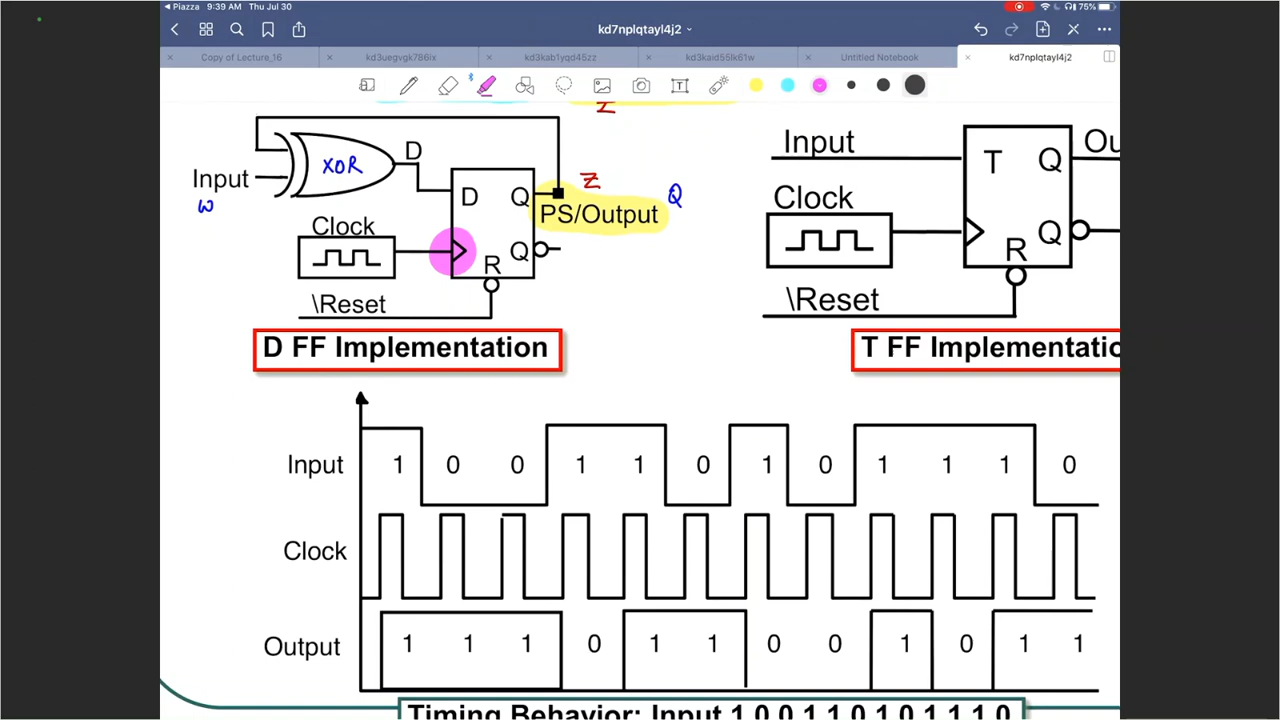 Piazza 9:39 AM Thu Jul 30 75%
kd7nplqtayl4j2
Copy of Lecture_16 kd3uegvgk786ix kd3kab1yqd45zz kd3kaid55lk61w Untitled Notebook kd7nplqtayl4j2
T
Z
XOR D
Input
w
D Q Z
PS/Output Q
Clock
Q
R
\Reset
D FF Implementation
Input T Q Ou
Clock
Q
R
\Reset
T FF Implementatio
Input 1 0 0 1 1 0 1 0 1 1 1 0
Clock
Output 1 1 1 0 1 1 0 0 1 0 1 1
Timing Behavior: Input 1 0 0 1 1 0 1 0 1 1 1 0